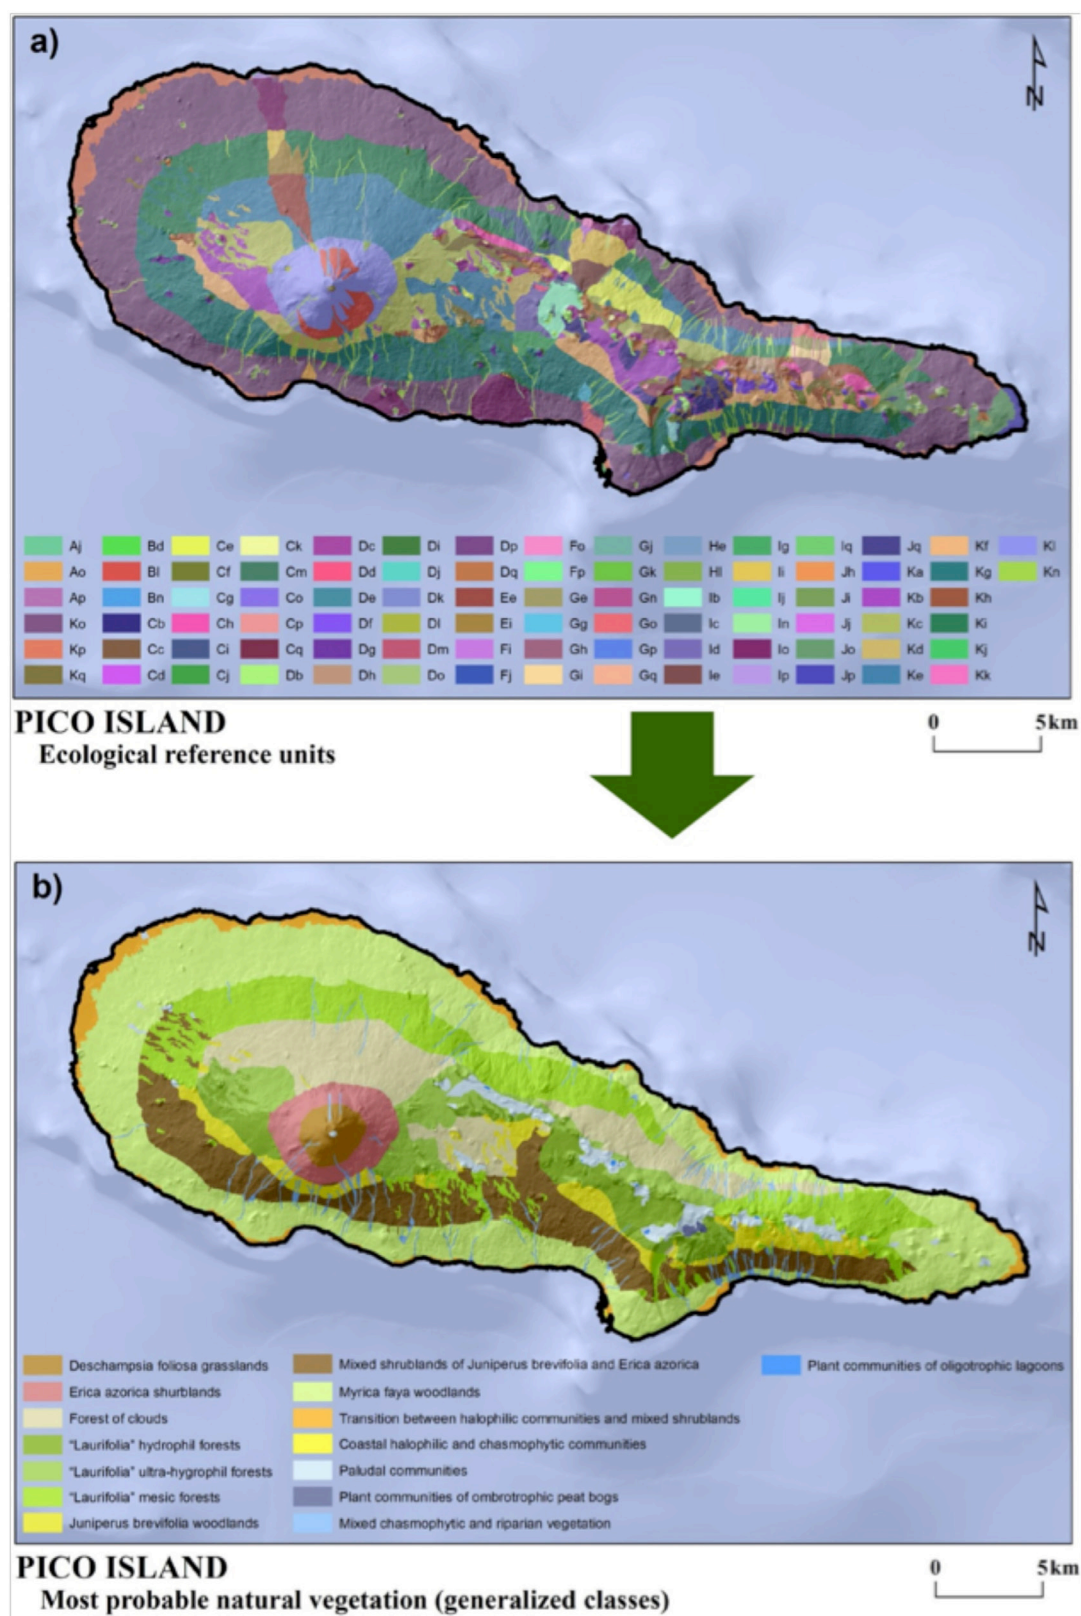 a)
N
Aj Bd Ce Ck Dc Di Dp Fo Gj He Ig Iq Jq Kf Kl
Ao Bl Cf Cm Dd Dj Dq Fp Gk Hl Ii Jh Ka Kg Kn
Ap Bn Cg Co De Dk Ee Ge Gn Ib Ij Ji Kb Kh
Ko Cb Ch Cp Df Dl Ei Gg Go Ic In Jj Kc Ki
Kp Cc Ci Cq Dg Dm Fi Gh Gp Id Io Jo Kd Kj
Kq Cd Cj Db Dh Do Fj Gi Gq Ie Ip Jp Ke Kk
PICO ISLAND
Ecological reference units
0 5km
b)
N
Deschampsia foliosa grasslands
Erica azorica shurblands
Forest of clouds
"Laurifolia" hydrophil forests
"Laurifolia" ultra-hygrophil forests
"Laurifolia" mesic forests
Juniperus brevifolia woodlands
Mixed shrublands of Juniperus brevifolia and Erica azorica
Myrica faya woodlands
Transition between halophilic communities and mixed shrublands
Coastal halophilic and chasmophytic communities
Paludal communities
Plant communities of ombrotrophic peat bogs
Mixed chasmophytic and riparian vegetation
Plant communities of oligotrophic lagoons
PICO ISLAND
Most probable natural vegetation (generalized classes)
0 5km